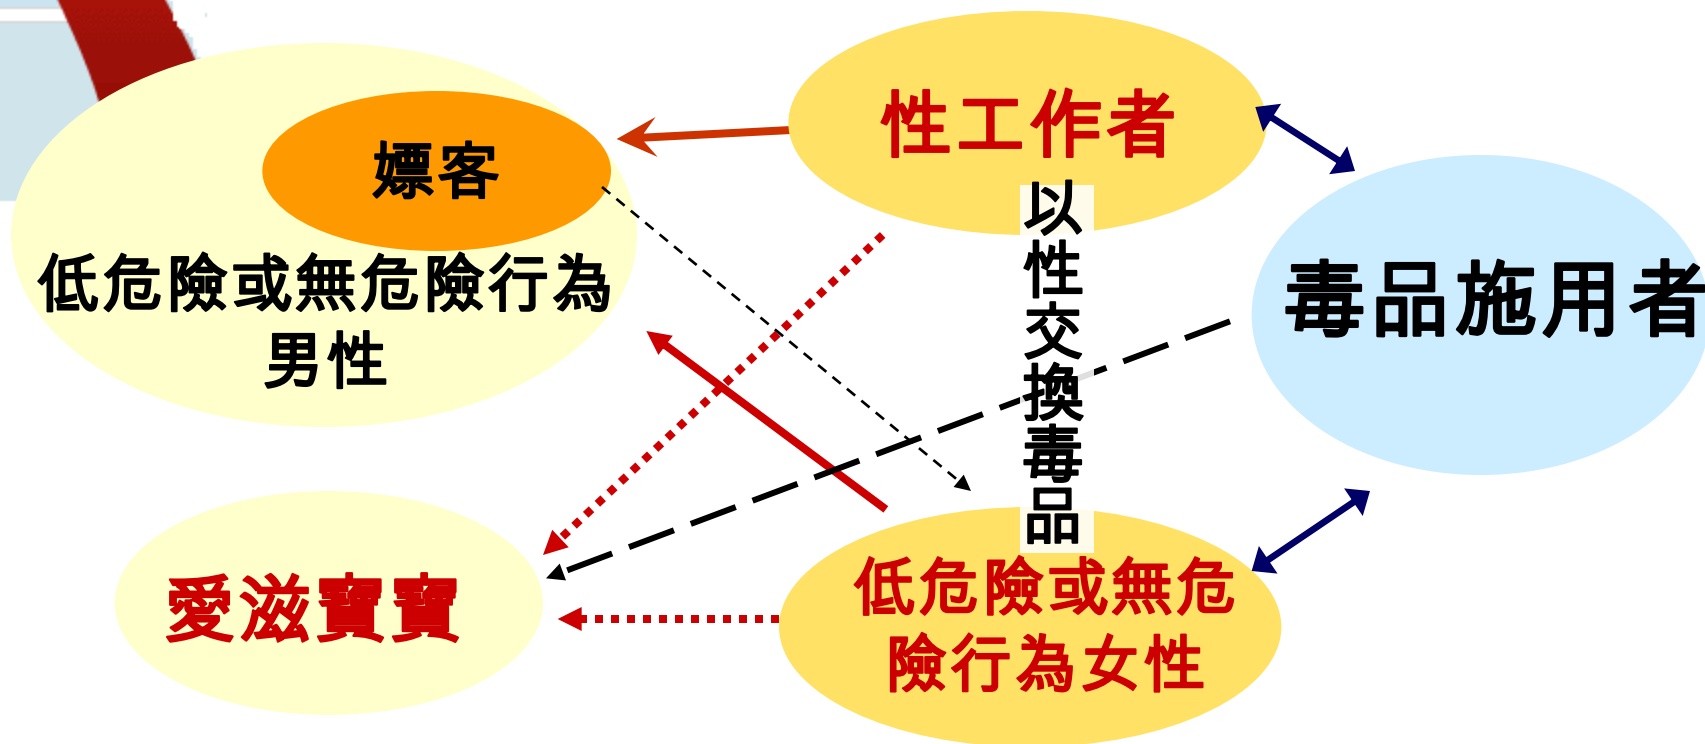 性工作者
嫖客
以性交換毒品
低危險或無危險行為
男性
毒品施用者
愛滋寶寶
低危險或無危
險行為女性